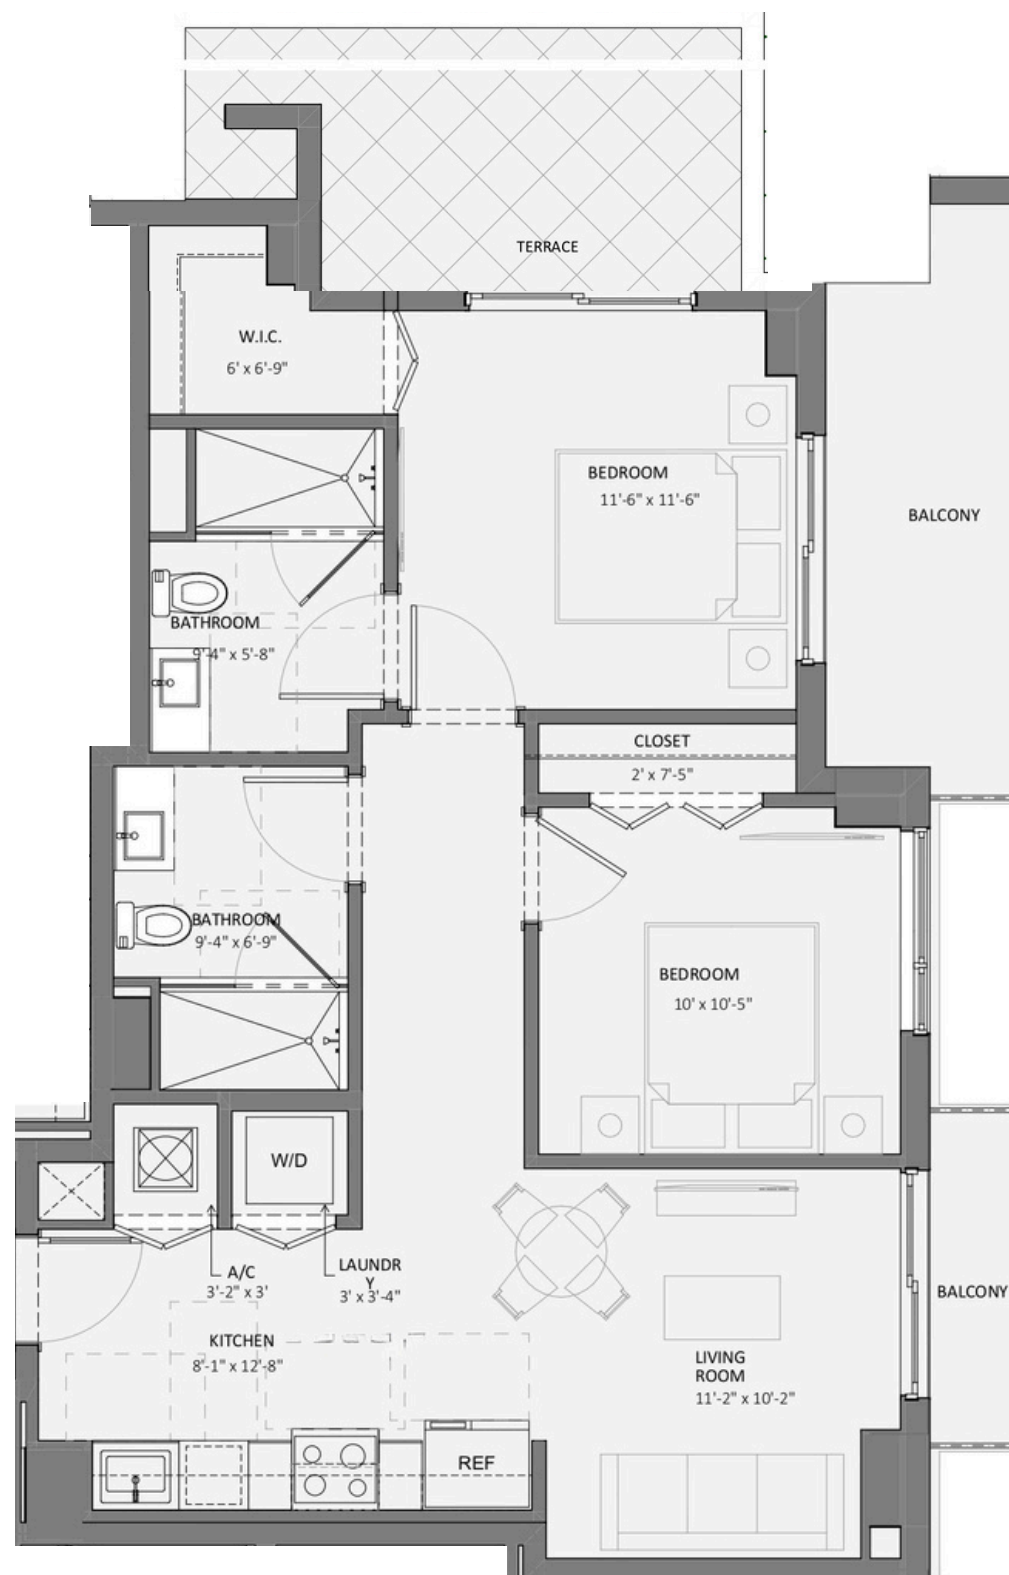 TERRACE
W.I.C.
6' x 6'-9"
BEDROOM
11'-6" x 11'-6"
BALCONY
BATHROOM
9'-4" x 5'-8"
CLOSET
2' x 7'-5"
BATHROOM
9'-4" x 6'-9"
BEDROOM
10' x 10'-5"
W/D
A/C
3'-2" x 3'
LAUNDR
Y
3' x 3'-4"
BALCONY
KITCHEN
8'-1" x 12'-8"
LIVING
ROOM
11'-2" x 10'-2"
REF